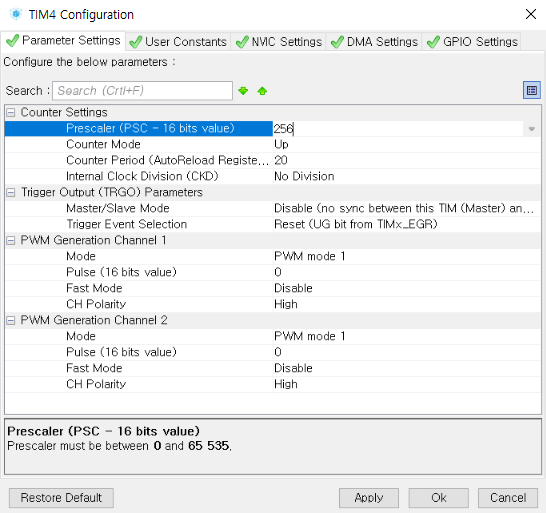 TIM4 Configuration
Parameter Settings User Constants NVIC Settings DMA Settings GPIO Settings
Configure the below parameters :
Search : Search (Crtl+F)
Counter Settings
Prescaler (PSC - 16 bits value) 256
Counter Mode Up
Counter Period (AutoReload Registe... 20
Internal Clock Division (CKD) No Division
Trigger Output (TRGO) Parameters
Master/Slave Mode Disable (no sync between this TIM (Master) an...
Trigger Event Selection Reset (UG bit from TIMx_EGR)
PWM Generation Channel 1
Mode PWM mode 1
Pulse (16 bits value) 0
Fast Mode Disable
CH Polarity High
PWM Generation Channel 2
Mode PWM mode 1
Pulse (16 bits value) 0
Fast Mode Disable
CH Polarity High
Prescaler (PSC - 16 bits value)
Prescaler must be between 0 and 65 535.
Restore Default Apply Ok Cancel